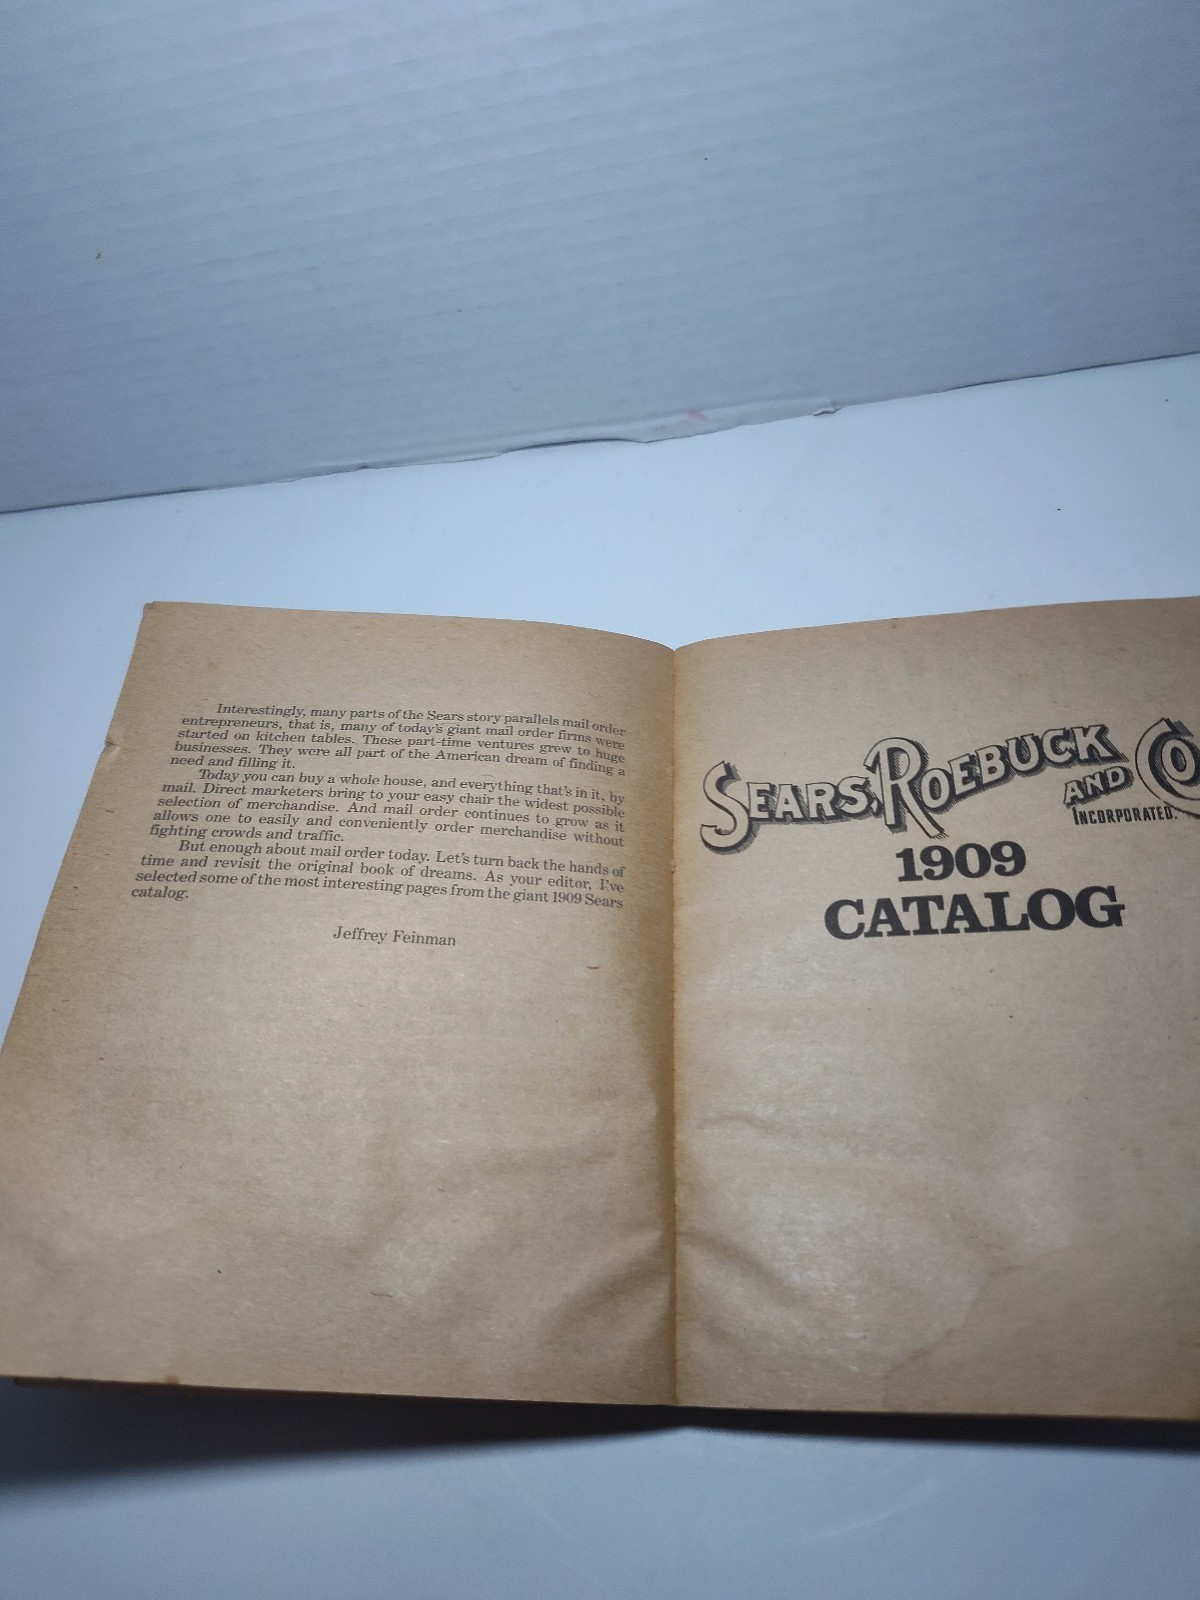 Interestingly, many parts of the Sears story parallels mail order
entrepreneurs, that is, many of today's giant mail order firms were
started on kitchen tables. These part-time ventures grew to huge
businesses. They were all part of the American dream of finding a
need and filling it.
Today you can buy a whole house, and everything that's in it, by
mail. Direct marketers bring to your easy chair the widest possible
selection of merchandise. And mail order continues to grow as it
allows one to easily and conveniently order merchandise without
fighting crowds and traffic.
But enough about mail order today. Let's turn back the hands of
time and revisit the original book of dreams. As your editor, I've
selected some of the most interesting pages from the giant 1909 Sears
catalog.
Jeffrey Feinman
SEARS, ROEBUCK AND CO
INCORPORATED.
1909
CATALOG